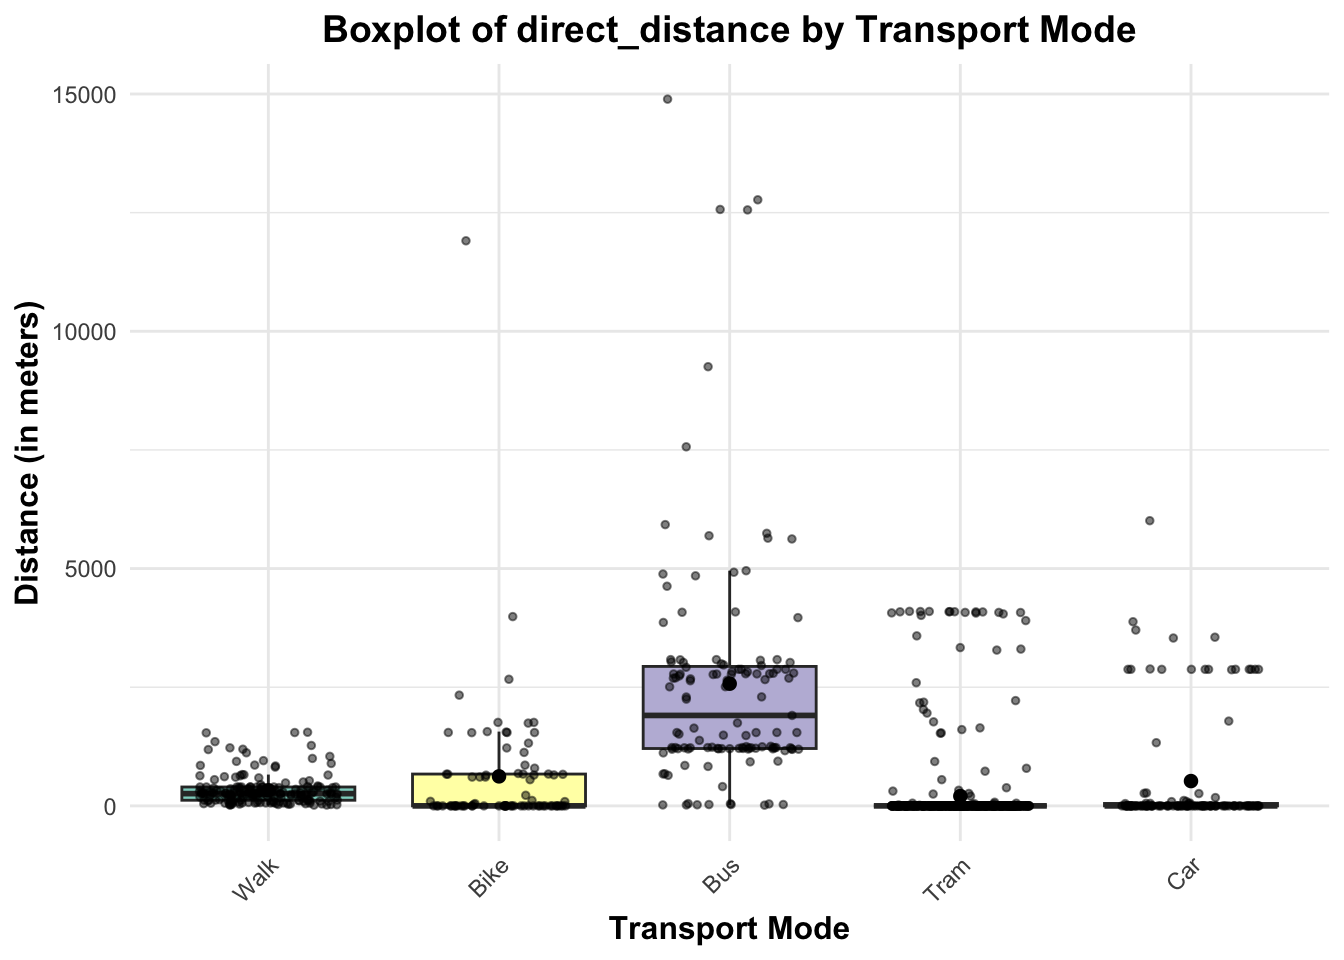 Boxplot of direct_distance by Transport Mode
Distance (in meters)
15000
10000
5000
0
Walk
Bike
Bus
Tram
Car
Transport Mode